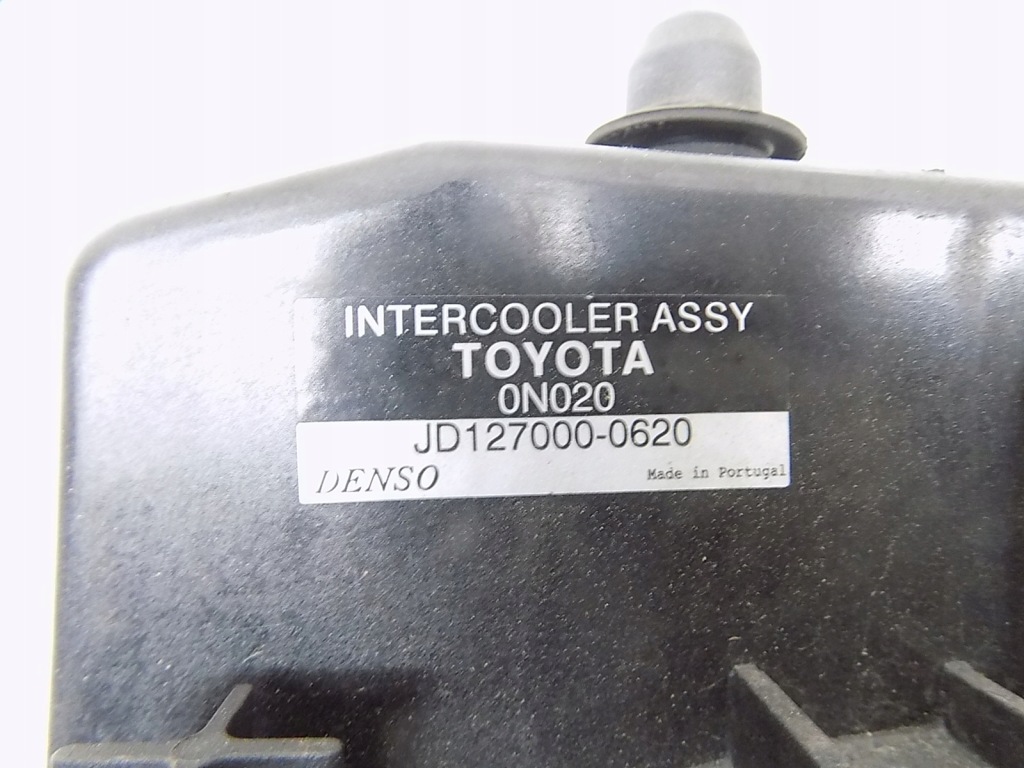 INTERCOOLER ASSY
TOYOTA
0N020
JD127000-0620
DENSO Made in Portugal